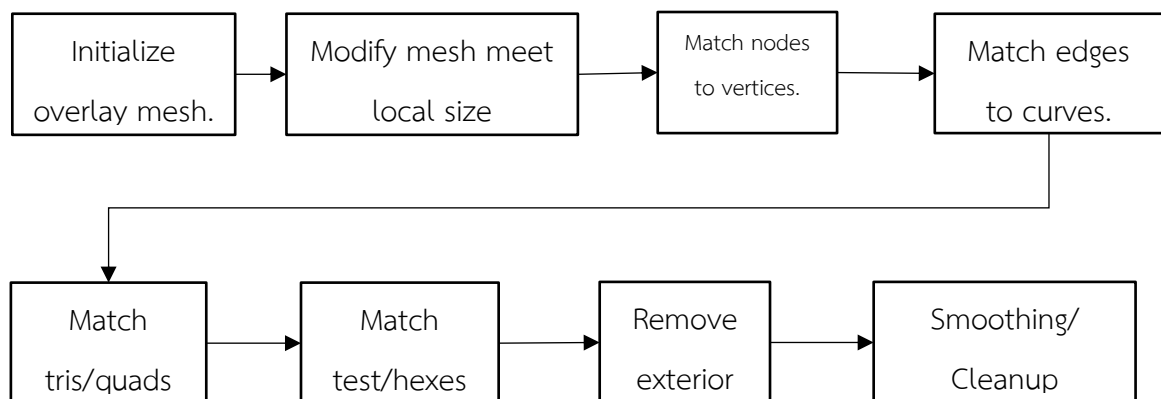 Initialize
overlay mesh.
Modify mesh meet
local size
Match nodes
to vertices.
Match edges
to curves.
Match
tris/quads
Match
test/hexes
Remove
exterior
Smoothing/
Cleanup